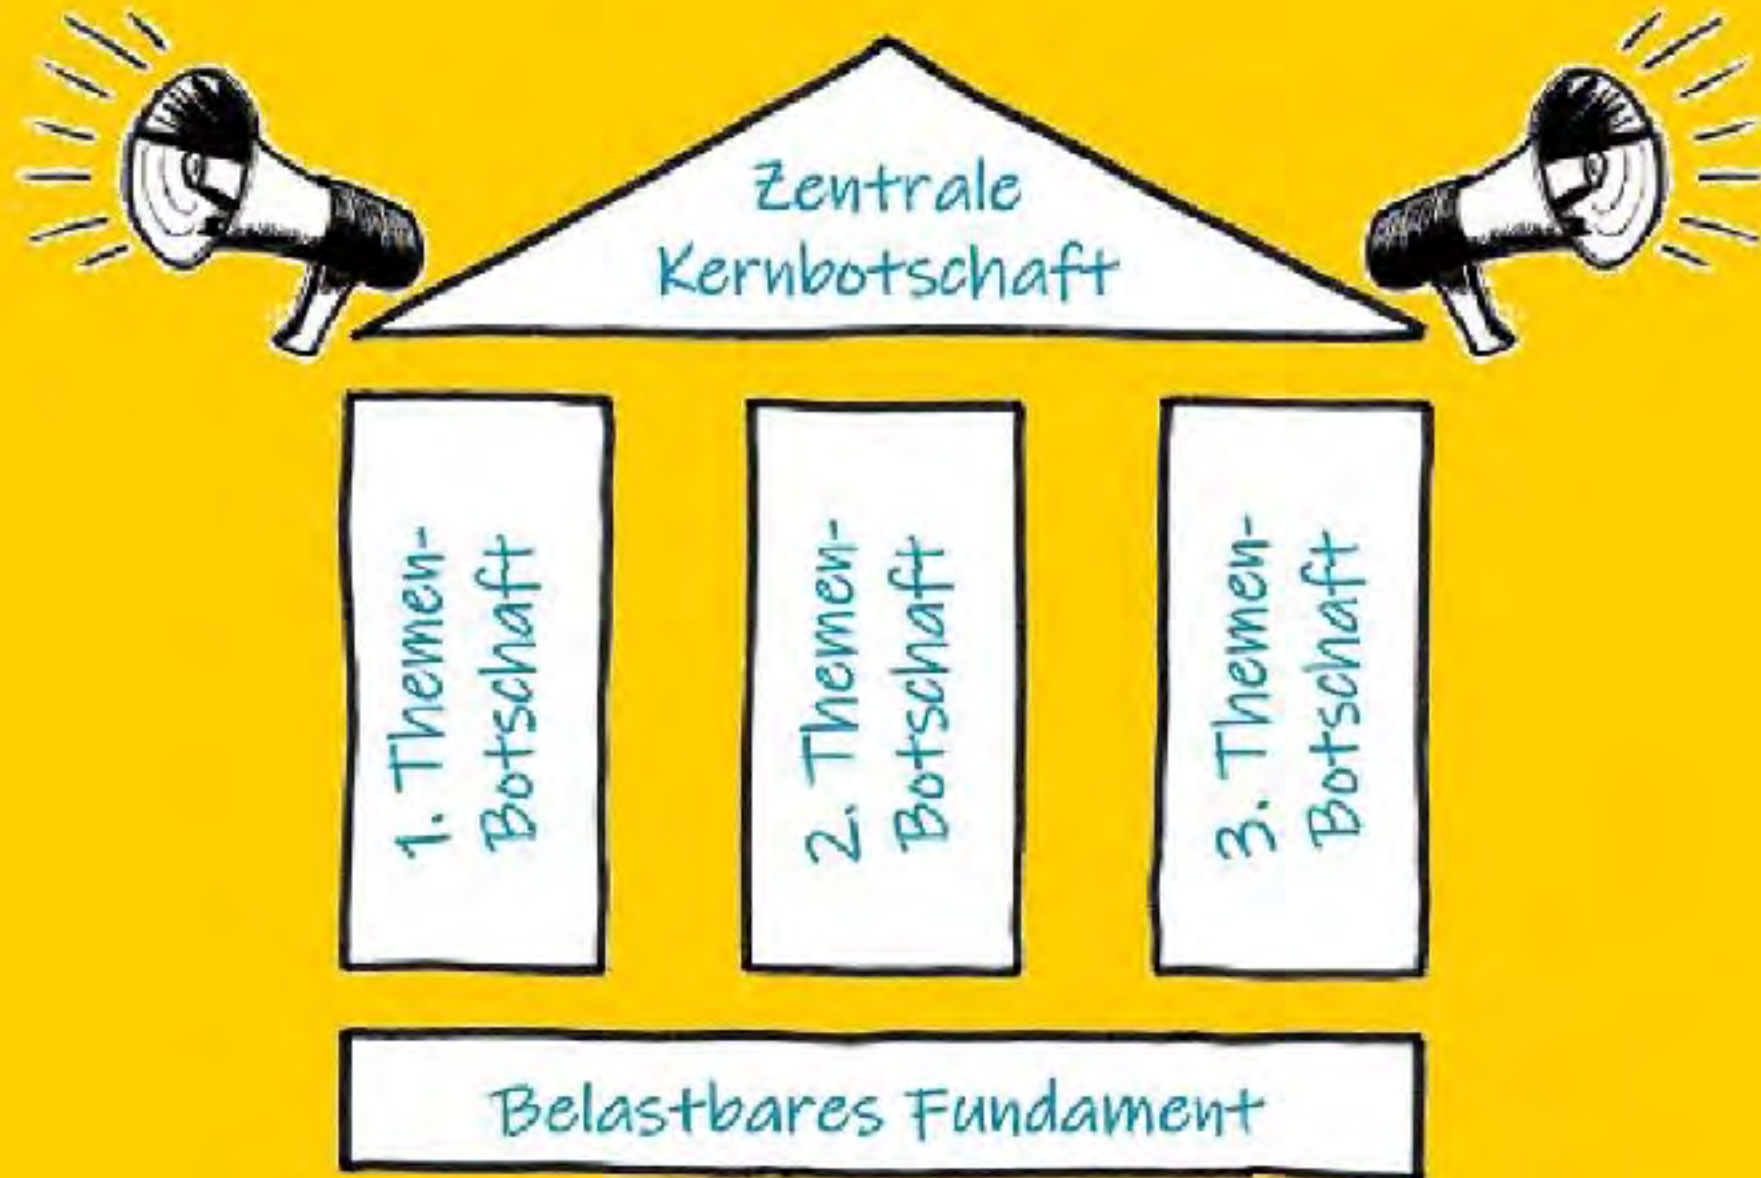 Zentrale
Kernbotschaft
1. Themen-
Botschaft
2. Themen-
Botschaft
3. Themen-
Botschaft
Belastbares Fundament